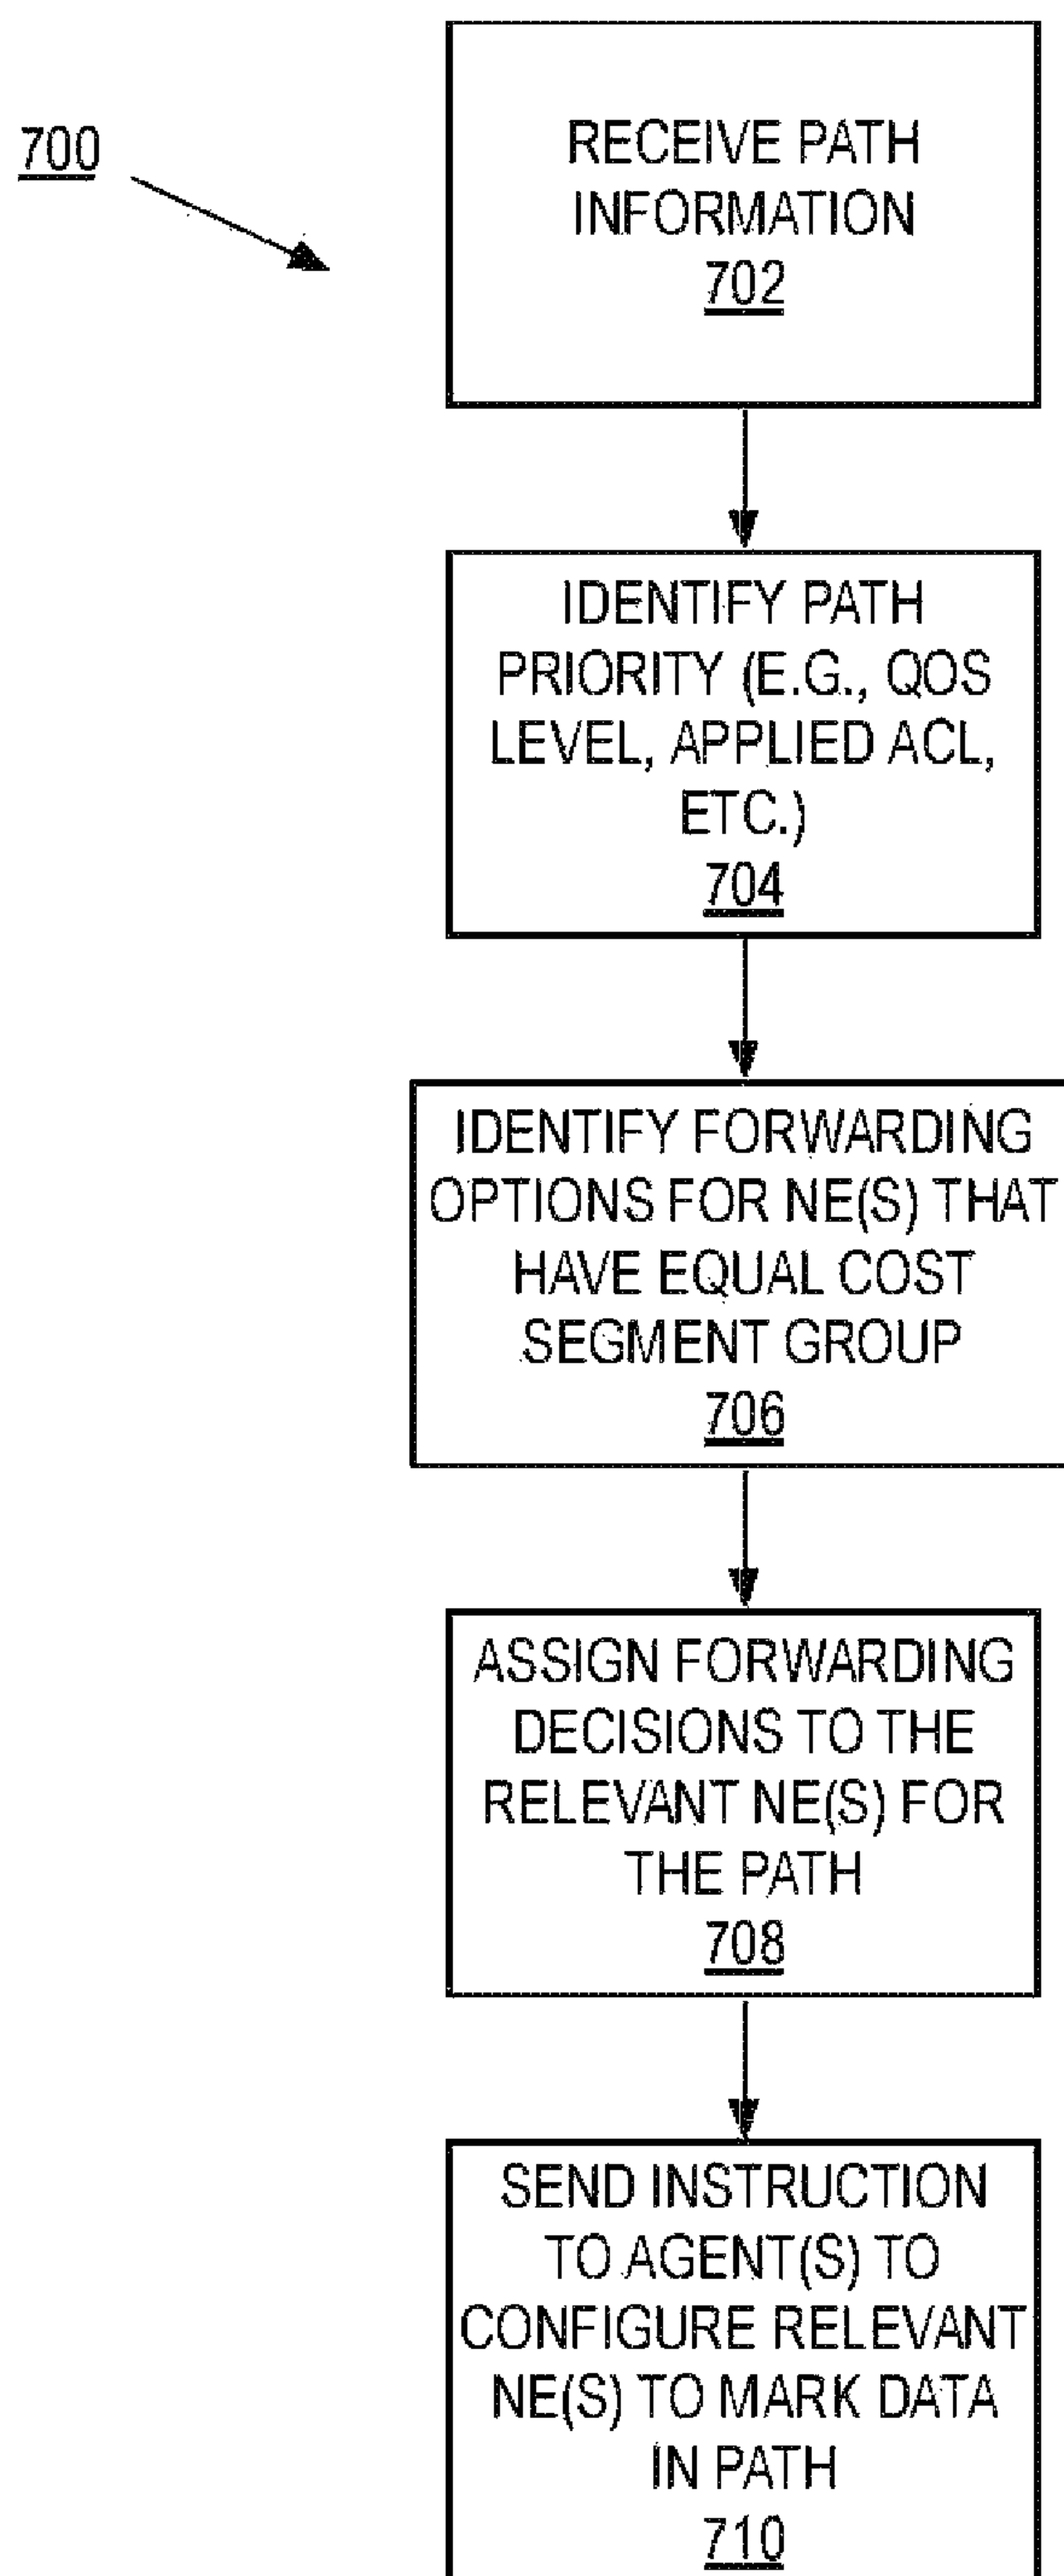 700
RECEIVE PATH
INFORMATION
702
IDENTIFY PATH
PRIORITY (E.G., QOS
LEVEL, APPLIED ACL,
ETC.)
704
IDENTIFY FORWARDING
OPTIONS FOR NE(S) THAT
HAVE EQUAL COST
SEGMENT GROUP
706
ASSIGN FORWARDING
DECISIONS TO THE
RELEVANT NE(S) FOR
THE PATH
708
SEND INSTRUCTION
TO AGENT(S) TO
CONFIGURE RELEVANT
NE(S) TO MARK DATA
IN PATH
710